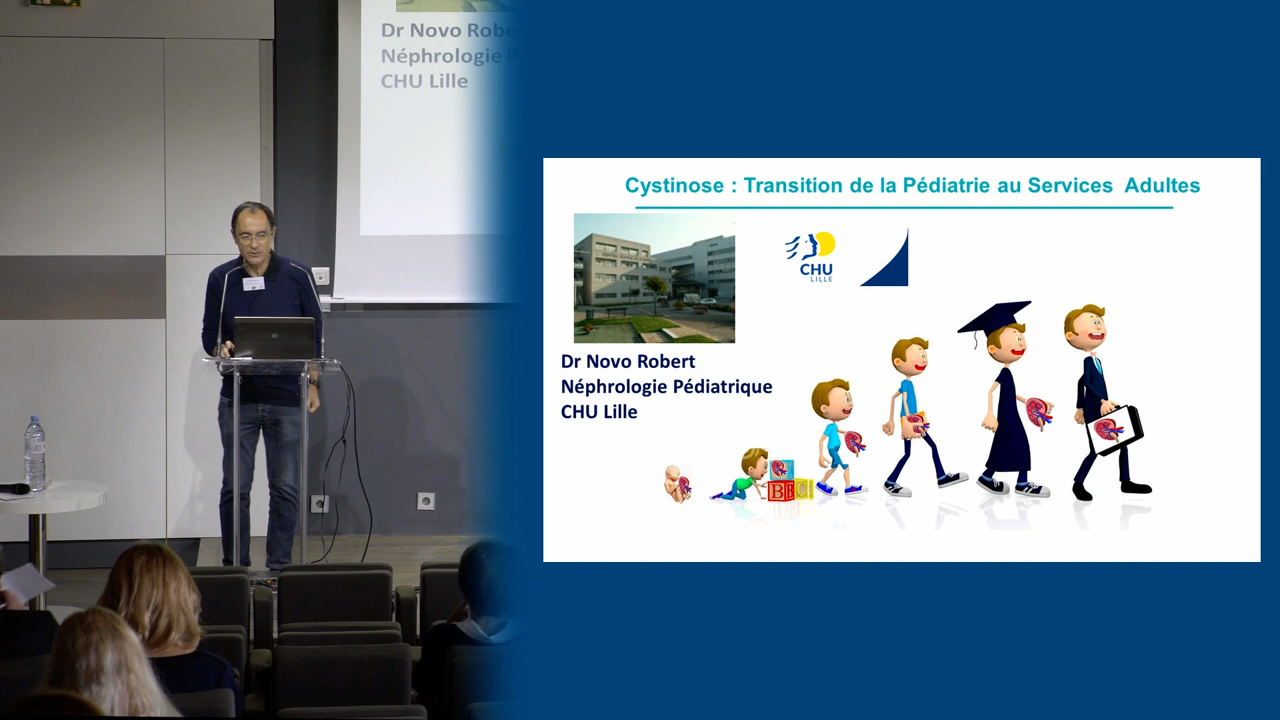 Dr Novo Robe
Néphrologie P
CHU Lille
Cystinose : Transition de la Pédiatrie au Services  Adultes
CHU
LILLE
Dr Novo Robert
Néphrologie Pédiatrique
CHU Lille
B